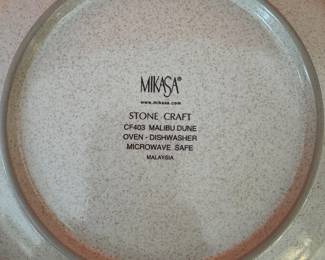 MIKASA®
www.mikasa.com
STONE CRAFT
CF403 MALIBU DUNE
OVEN - DISHWASHER
MICROWAVE SAFE
MALAYSIA